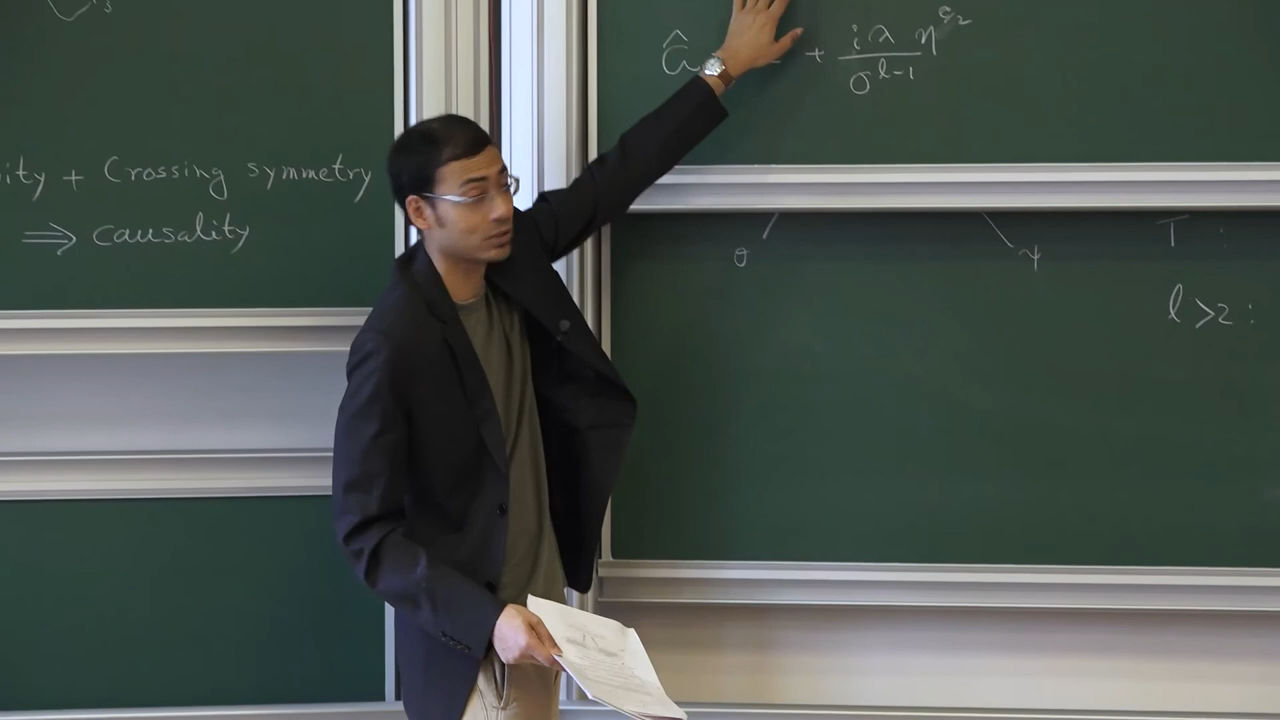 ity + Crossing symmetry
⇒ causality
Ĝ + iλ η / σ^{l-1}
σ
ψ
T :
l > 2 :